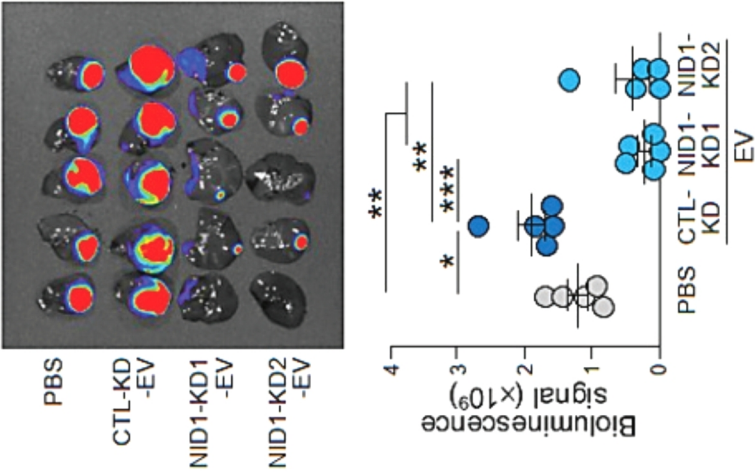 PBS
CTL-KD
-EV
NID1-KD1
-EV
NID1-KD2
-EV
**
**
***
*
4
3
2
1
0
Bioluminescence
signal (×10⁹)
PBS
CTL-
KD
NID1-
KD1
NID1-
KD2
EV